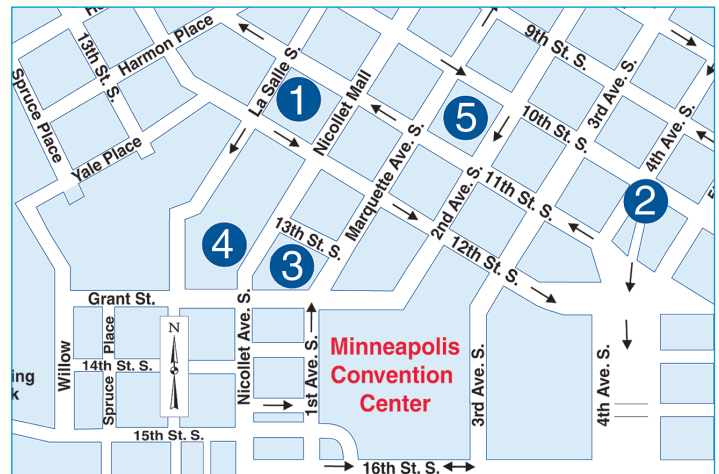 Harmon Place
13th St. S.
Spruce Place
Yale Place
La Salle S.
1
Nicollet Mall
Marquette Ave. S.
5
9th St. S.
10th St. S.
3rd Ave. S.
4th Ave. S.
2
11th St. S.
2nd Ave. S.
12th St. S.
13th St. S.
4
3
Grant St.
Willow
Spruce
Place
14th St. S.
15th St. S.
N
Nicollet Ave. S.
1st Ave. S.
Minneapolis
Convention
Center
3rd Ave. S.
4th Ave. S.
16th St. S.
ing
k